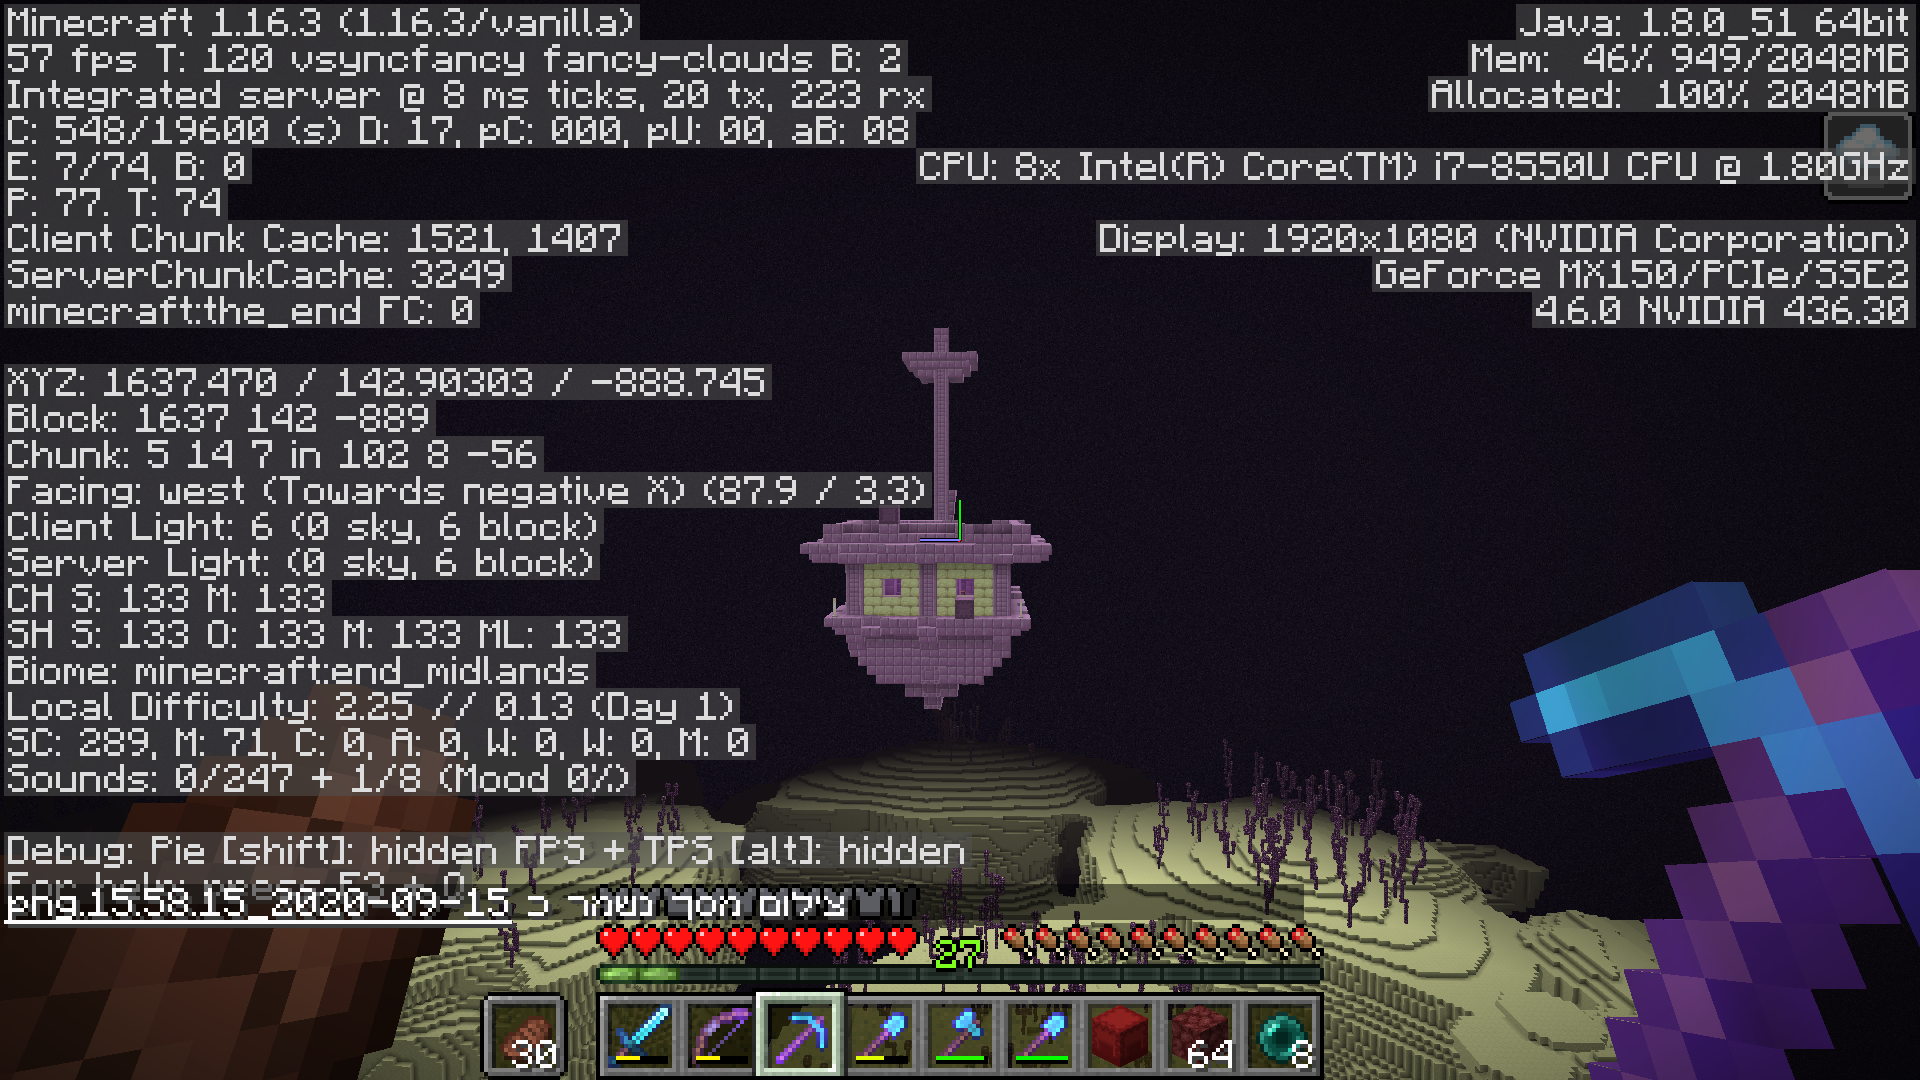 Minecraft 1.16.3 (1.16.3/vanilla)
57 fps T: 120 vsyncfancy fancy-clouds B: 2
Integrated server @ 8 ms ticks, 20 tx, 223 rx
C: 548/19600 (s) D: 17, pC: 000, pU: 00, aB: 08
E: 7/74, B: 0
P: 77. T: 74
Client Chunk Cache: 1521, 1407
ServerChunkCache: 3249
minecraft:the_end FC: 0
XYZ: 1637.470 / 142.90303 / -888.745
Block: 1637 142 -889
Chunk: 5 14 7 in 102 8 -56
Facing: west (Towards negative X) (87.9 / 3.3)
Client Light: 6 (0 sky, 6 block)
Server Light: (0 sky, 6 block)
CH S: 133 M: 133
SH S: 133 O: 133 M: 133 ML: 133
Biome: minecraft:end_midlands
Local Difficulty: 2.25 // 0.13 (Day 1)
SC: 289, M: 71, C: 0, A: 0, W: 0, W: 0, M: 0
Sounds: 0/247 + 1/8 (Mood 0%)
Debug: Pie [shift]: hidden FPS + TPS [alt]: hidden
For help: press F3 + Q
png.15.58.15_2020-09-15 צילום מסך נשמר כ
Java: 1.8.0_51 64bit
Mem: 46% 949/2048MB
Allocated: 100% 2048MB
CPU: 8x Intel(R) Core(TM) i7-8550U CPU @ 1.80GHz
Display: 1920x1080 (NVIDIA Corporation)
GeForce MX150/PCIe/SSE2
4.6.0 NVIDIA 436.30
27
30
64
8